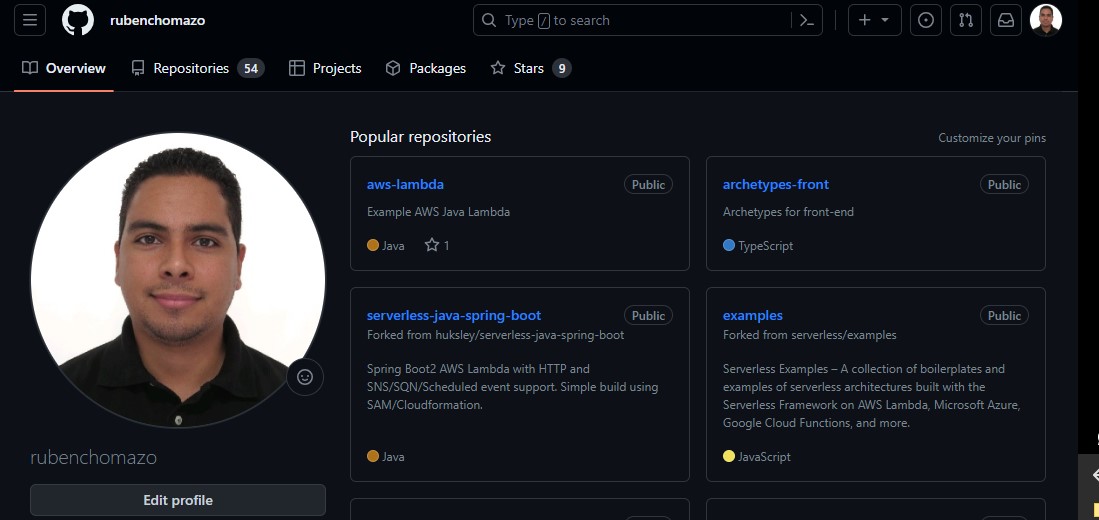 rubenchomazo
Type / to search
Overview
Repositories 54
Projects
Packages
Stars 9
Popular repositories
Customize your pins
aws-lambda
Public
Example AWS Java Lambda
Java
1
archetypes-front
Public
Archetypes for front-end
TypeScript
serverless-java-spring-boot
Public
Forked from huksley/serverless-java-spring-boot
Spring Boot2 AWS Lambda with HTTP and
SNS/SQN/Scheduled event support. Simple build using
SAM/Cloudformation.
Java
examples
Public
Forked from serverless/examples
Serverless Examples – A collection of boilerplates and
examples of serverless architectures built with the
Serverless Framework on AWS Lambda, Microsoft Azure,
Google Cloud Functions, and more.
JavaScript
rubenchomazo
Edit profile